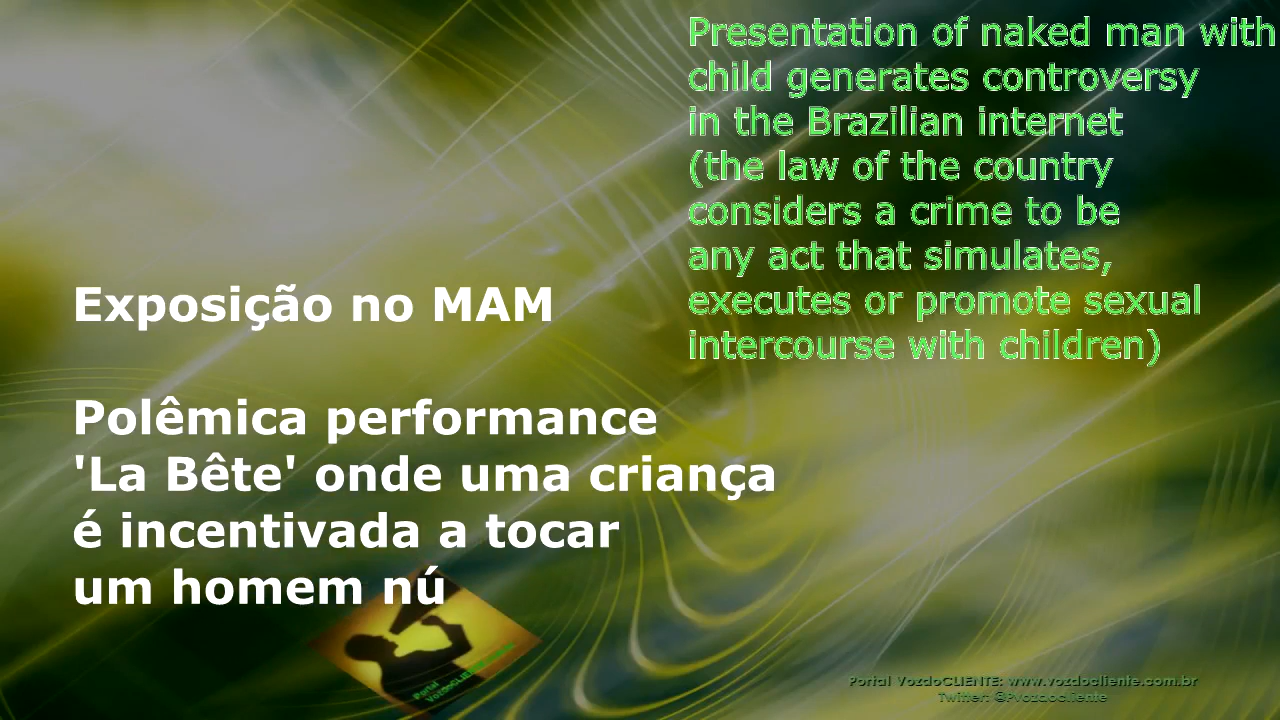 Presentation of naked man with
child generates controversy
in the Brazilian internet
(the law of the country
considers a crime to be
any act that simulates,
executes or promote sexual
intercourse with children)
Exposição no MAM
Polêmica performance
'La Bête' onde uma criança
é incentivada a tocar
um homem nú
Portal
VozdoCLIENTE
Portal VozdoCLIENTE: www.vozdocliente.com.br
Twitter: @Pvozdocliente